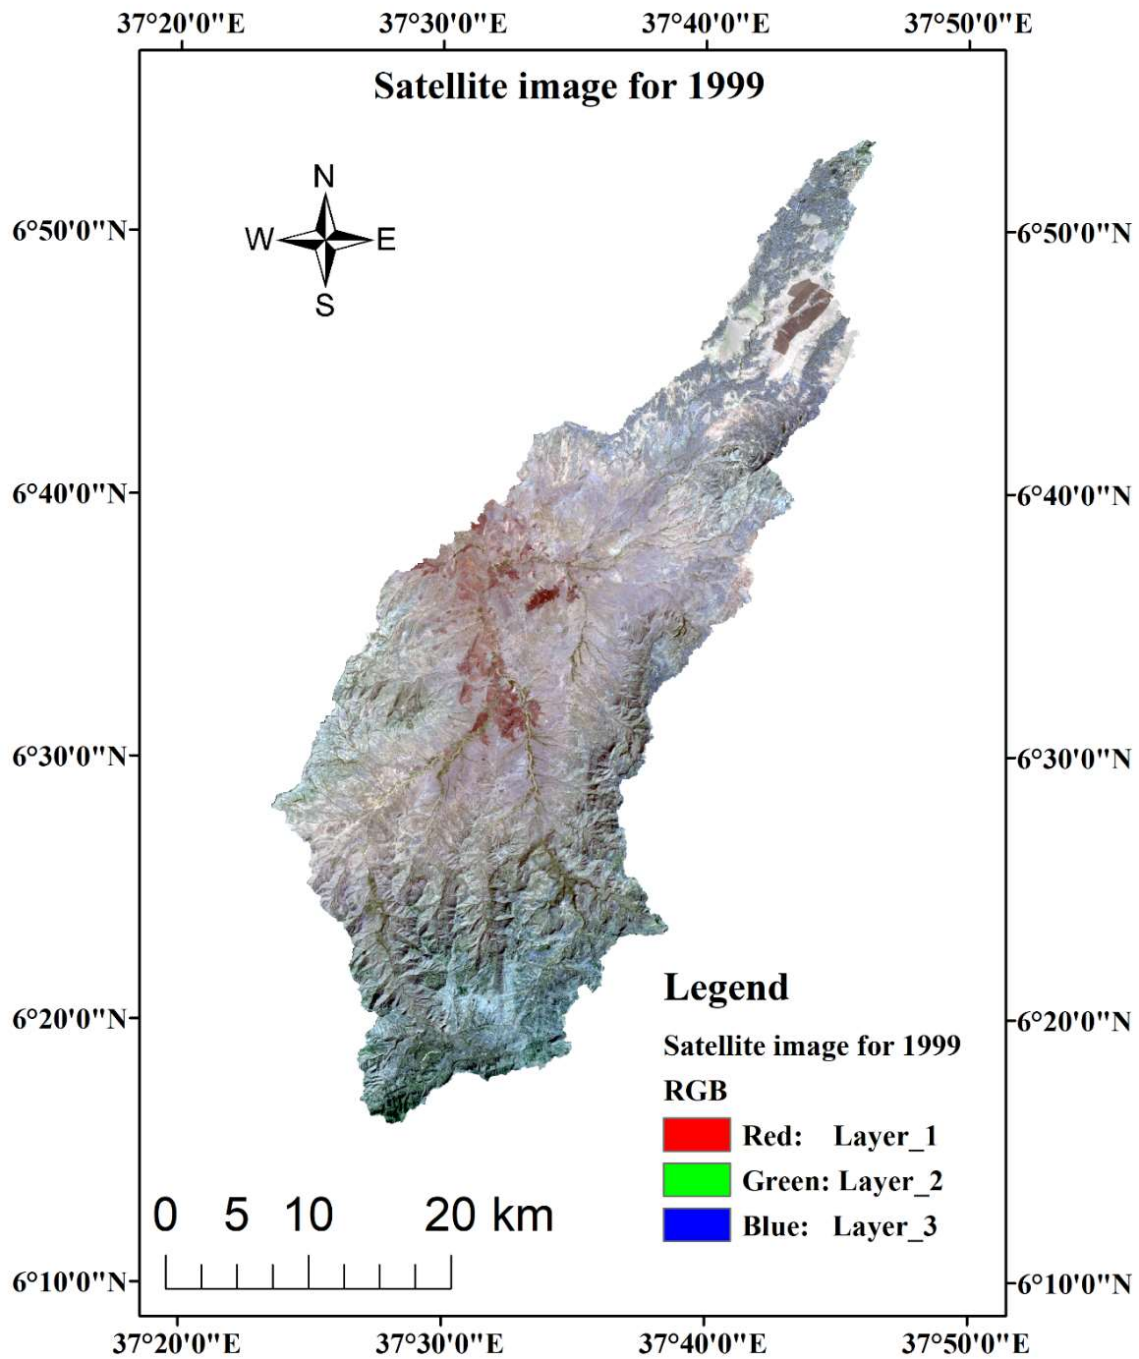 37°20'0"E 37°30'0"E 37°40'0"E 37°50'0"E
Satellite image for 1999
N
W E
S
6°50'0"N 6°50'0"N
6°40'0"N 6°40'0"N
6°30'0"N 6°30'0"N
Legend
6°20'0"N 6°20'0"N
Satellite image for 1999
RGB
Red: Layer_1
Green: Layer_2
Blue: Layer_3
0 5 10 20 km
6°10'0"N 6°10'0"N
37°20'0"E 37°30'0"E 37°40'0"E 37°50'0"E